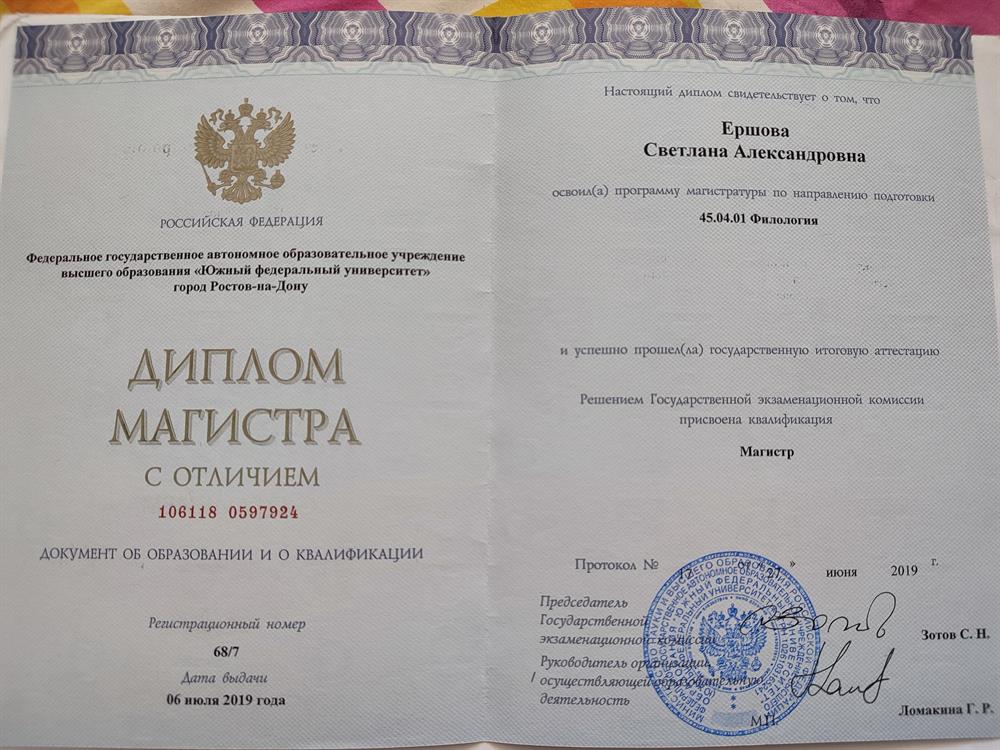 РОССИЙСКАЯ ФЕДЕРАЦИЯ
Федеральное государственное автономное образовательное учреждение
высшего образования «Южный федеральный университет»
город Ростов-на-Дону
ДИПЛОМ
МАГИСТРА
С ОТЛИЧИЕМ
106118 0597924
ДОКУМЕНТ ОБ ОБРАЗОВАНИИ И О КВАЛИФИКАЦИИ
Регистрационный номер
68/7
Дата выдачи
06 июля 2019 года
Настоящий диплом свидетельствует о том, что
Ершова
Светлана Александровна
освоил(а) программу магистратуры по направлению подготовки
45.04.01 Филология
и успешно прошел(ла) государственную итоговую аттестацию
Решением Государственной экзаменационной комиссии
присвоена квалификация
Магистр
Протокол № 12 от « 21 » июня 2019 г.
Председатель
Государственной
экзаменационной комиссии
Зотов С. Н.
Руководитель организации,
осуществляющей образовательную
деятельность
Ломакина Г. Р.
М.П.